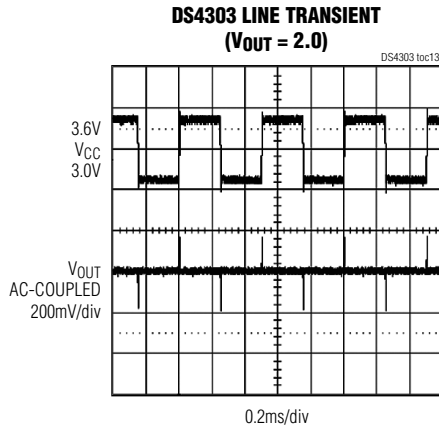 DS4303 LINE TRANSIENT
(VOUT = 2.0)
DS4303 toc13
3.6V
VCC
3.0V
VOUT
AC-COUPLED
200mV/div
0.2ms/div